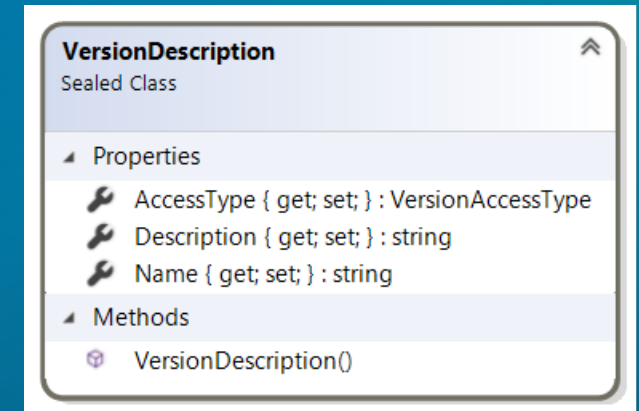 VersionDescription
Sealed Class
Properties
AccessType { get; set; } : VersionAccessType
Description { get; set; } : string
Name { get; set; } : string
Methods
VersionDescription()